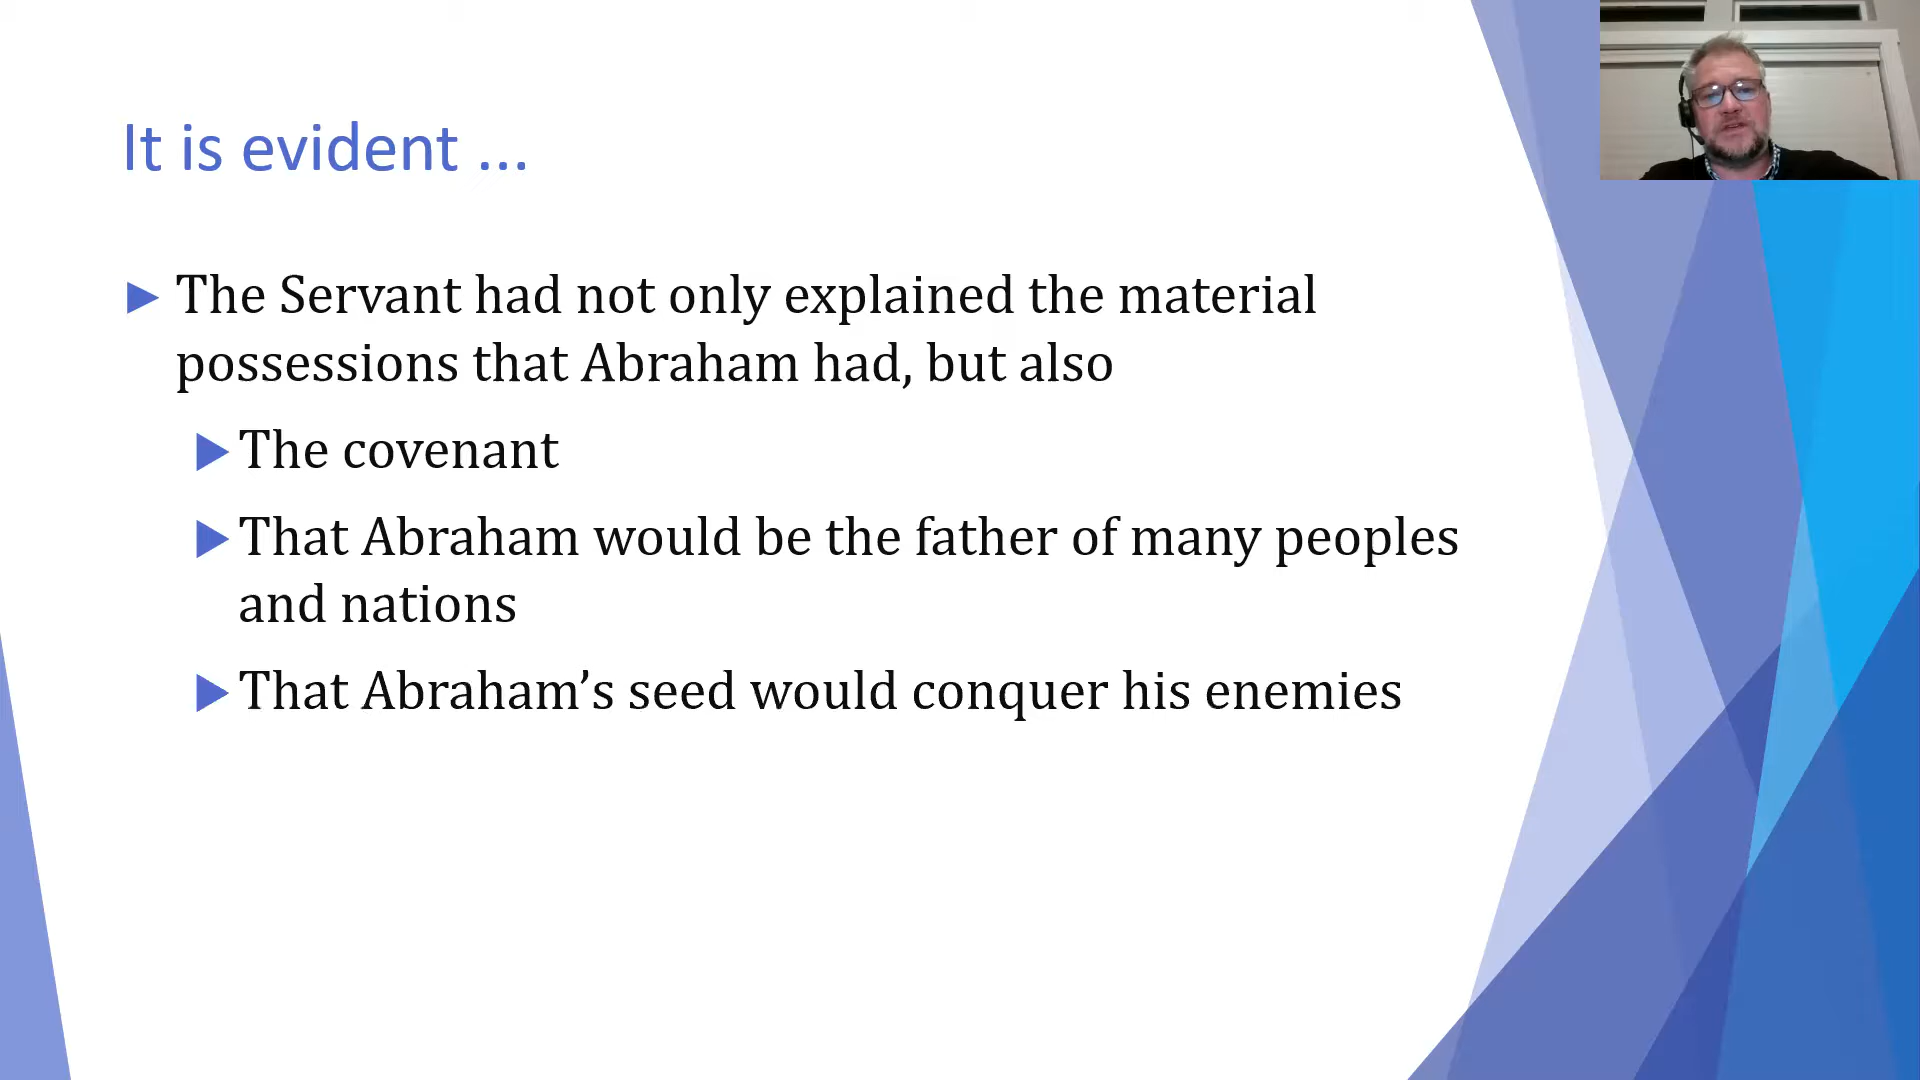 It is evident ...
The Servant had not only explained the material
possessions that Abraham had, but also
The covenant
That Abraham would be the father of many peoples
and nations
That Abraham’s seed would conquer his enemies